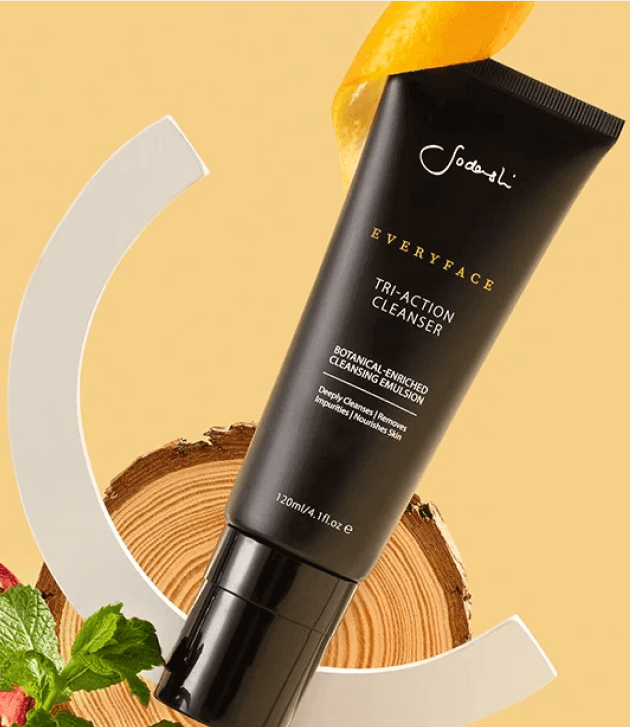 Sodashi
EVERYFACE
TRI-ACTION
CLEANSER
BOTANICAL-ENRICHED
CLEANSING EMULSION
Deeply Cleanses | Removes
Impurities | Nourishes Skin
120ml/4.1fl.oz ℮